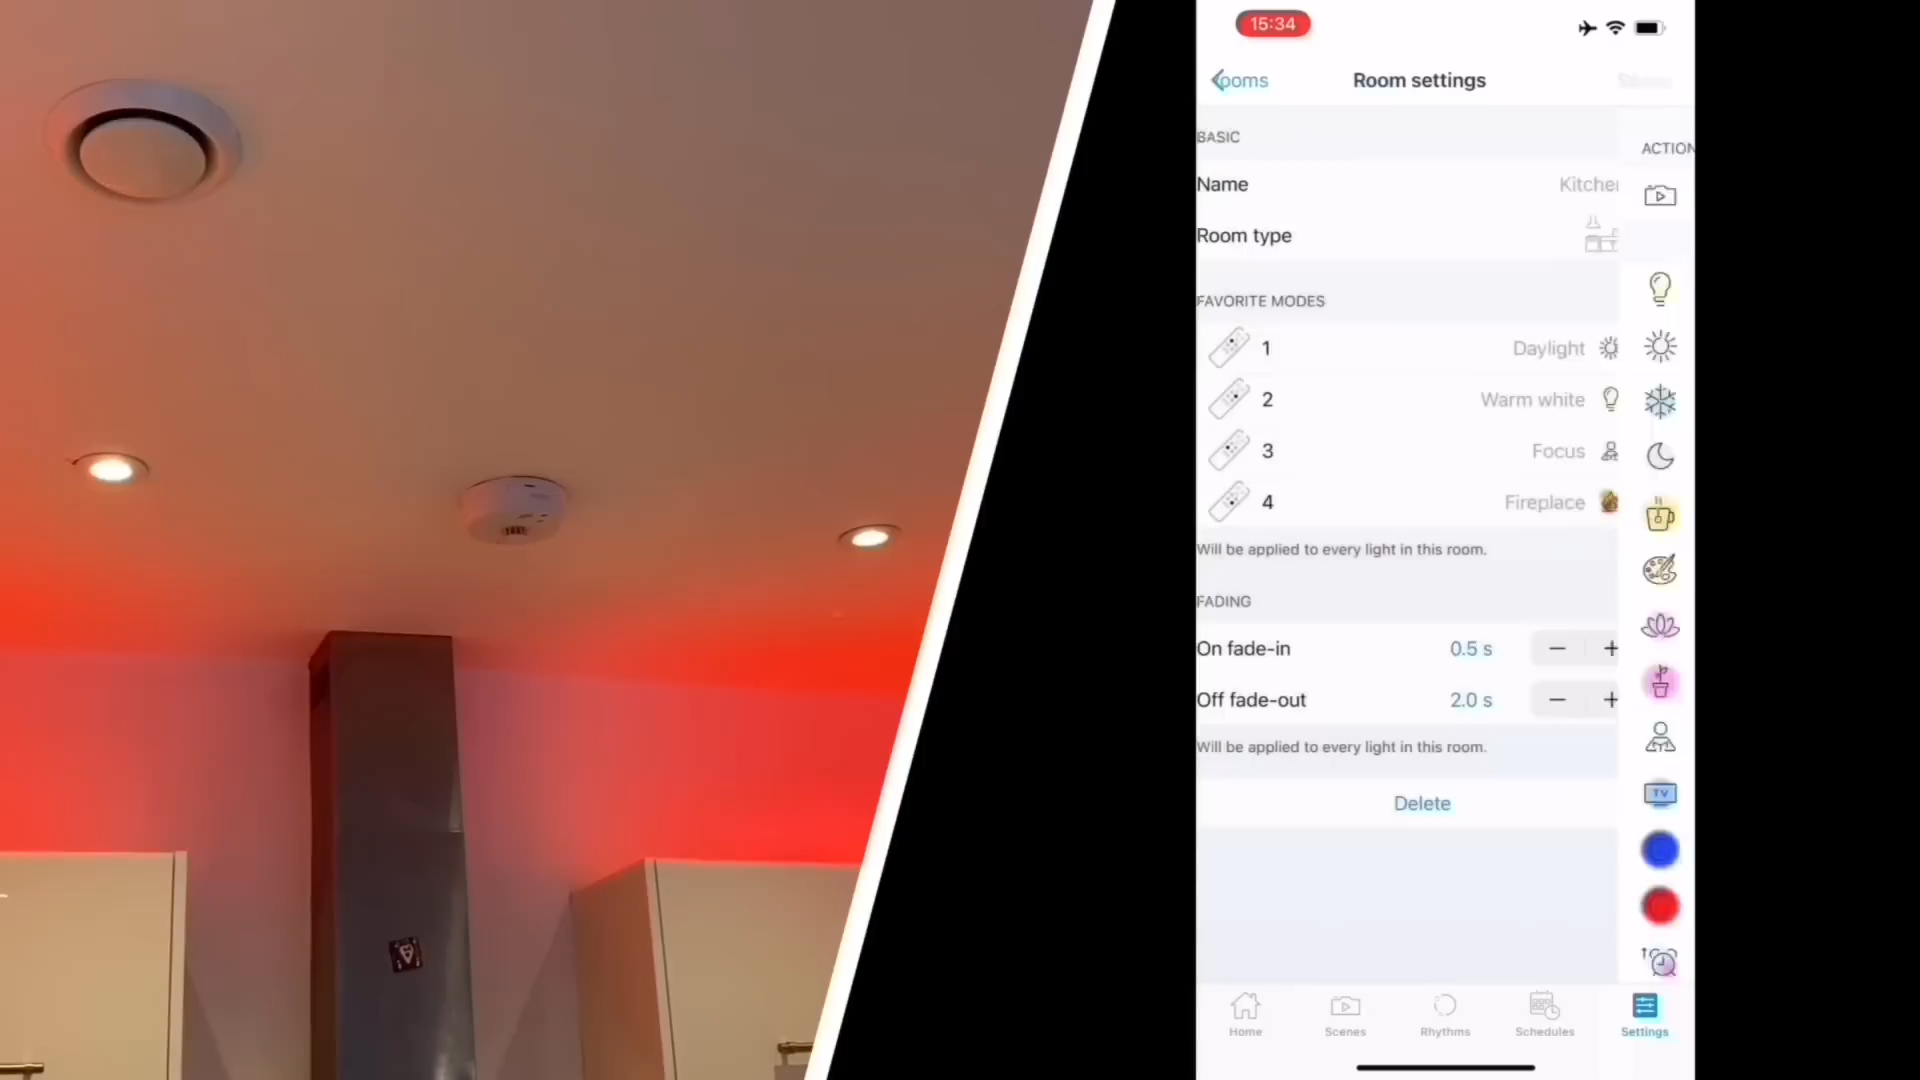 15:34
ooms
Room settings
BASIC
ACTION
Name
Kitchen
Room type
FAVORITE MODES
1
Daylight
2
Warm white
3
Focus
4
Fireplace
Will be applied to every light in this room.
FADING
On fade-in
0.5 s
Off fade-out
2.0 s
Will be applied to every light in this room.
TV
Delete
Home
Scenes
Rhythms
Schedules
Settings